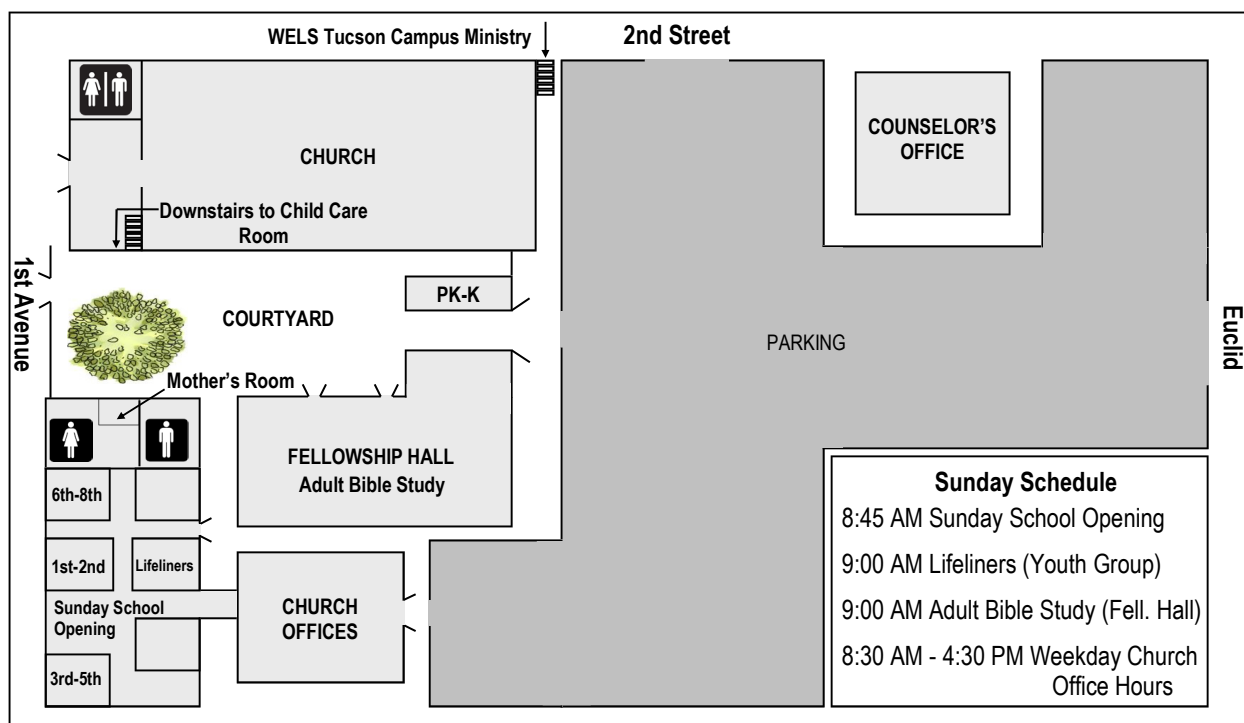 WELS Tucson Campus Ministry
2nd Street
COUNSELOR'S
OFFICE
CHURCH
Downstairs to Child Care
Room
1st Avenue
PK-K
COURTYARD
PARKING
Euclid
Mother's Room
FELLOWSHIP HALL
Adult Bible Study
6th-8th
1st-2nd
Lifeliners
Sunday School
Opening
CHURCH
OFFICES
3rd-5th
Sunday Schedule
8:45 AM Sunday School Opening
9:00 AM Lifeliners (Youth Group)
9:00 AM Adult Bible Study (Fell. Hall)
8:30 AM - 4:30 PM Weekday Church
Office Hours